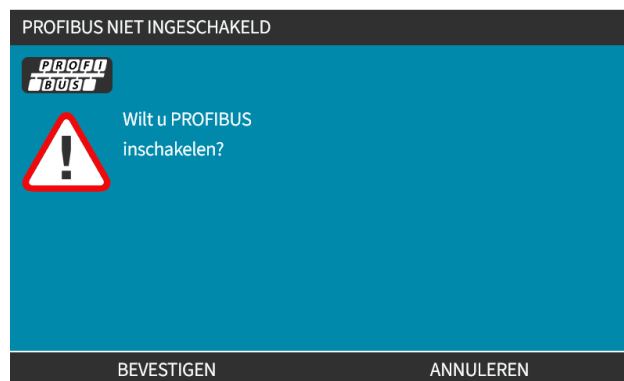 PROFIBUS NIET INGESCHAKELD
PROFI
BUS
Wilt u PROFIBUS
inschakelen?
!
BEVESTIGEN ANNULEREN